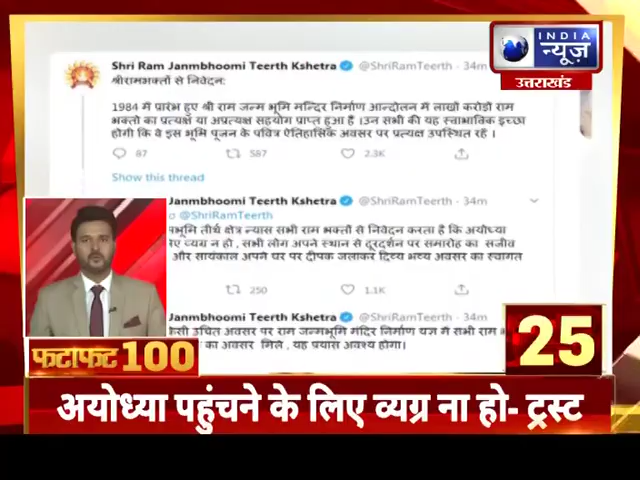 Shri Ram Janmbhoomi Teerth Kshetra @ShriRamTeerth · 34m
श्रीरामभक्तों से निवेदन:
1984 में प्रारंभ हुए श्री राम जन्म भूमि मन्दिर निर्माण आन्दोलन में लाखों करोड़ों राम
भक्तो का प्रत्यक्ष या अप्रत्यक्ष सहयोग प्राप्त हुआ है ।उन सभी की यह स्वाभाविक इच्छा
होगी कि वे इस भूमि पूजन के पवित्र ऐतिहासिक अवसर पर प्रत्यक्ष उपस्थित रहें ।
87 587 2.3K
Show this thread
Janmbhoomi Teerth Kshetra @ShriRamTeerth · 34m
o @ShriRamTeerth
भूमि तीर्थ क्षेत्र न्यास सभी राम भक्तों से निवेदन करता है कि अयोध्या
व्यग्र न हो , सभी लोग अपने स्थान से दूरदर्शन पर समारोह का सजीव
और सायंकाल अपने घर पर दीपक जलाकर दिव्य भव्य अवसर का स्वागत
250 1.1K
Janmbhoomi Teerth Kshetra @ShriRamTeerth · 34m
उचित अवसर पर राम जन्मभूमि मंदिर निर्माण यज्ञ में सभी राम
का अवसर मिले , यह प्रयास अवश्य होगा।
INDIA
न्यूज़
उत्तराखंड
फटाफट 100
25
अयोध्या पहुंचने के लिए व्यग्र ना हो- ट्रस्ट